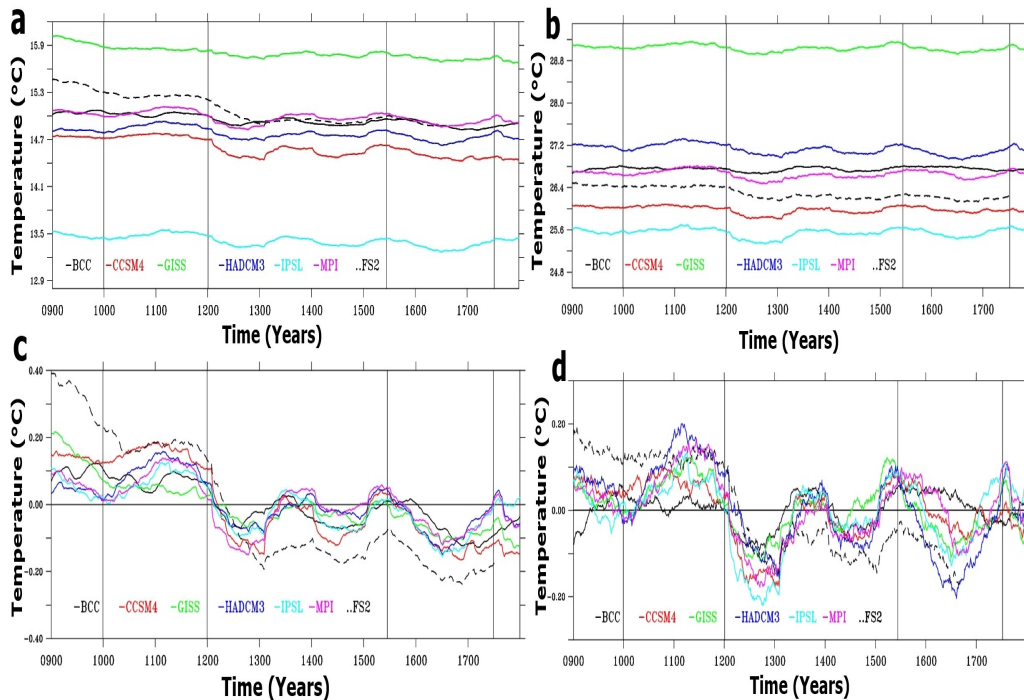 a
Temperature (°C)
15.9
15.3
14.7
14.1
13.5
12.9
-BCC -CCSM4 -GISS -HADCM3 -IPSL -MPI ..FS2
0900 1000 1100 1200 1300 1400 1500 1600 1700
Time (Years)
b
Temperature (°C)
28.8
28.0
27.2
26.4
25.6
24.8
-BCC -CCSM4 -GISS -HADCM3 -IPSL -MPI ..FS2
0900 1000 1100 1200 1300 1400 1500 1600 1700
Time (Years)
c
Temperature (°C)
0.40
0.20
0.00
-0.20
-0.40
-BCC -CCSM4 -GISS -HADCM3 -IPSL -MPI ..FS2
0900 1000 1100 1200 1300 1400 1500 1600 1700
Time (Years)
d
Temperature (°C)
0.20
0.00
-0.20
-BCC -CCSM4 -GISS -HADCM3 -IPSL -MPI ..FS2
0900 1000 1100 1200 1300 1400 1500 1600 1700
Time (Years)